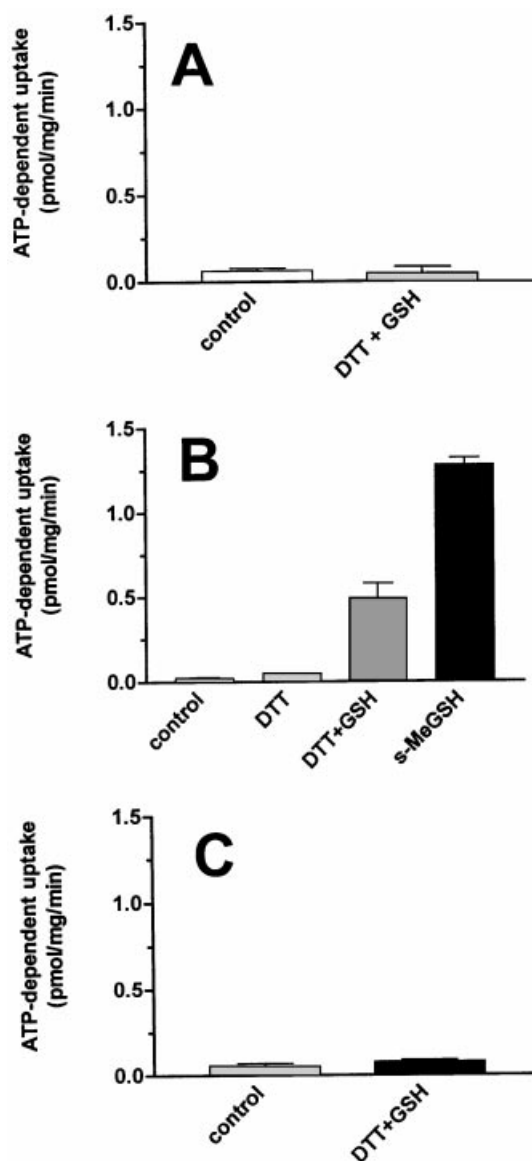 A
ATP-dependent uptake
(pmol/mg/min)
1.5
1.0
0.5
0.0
control
DTT + GSH
B
ATP-dependent uptake
(pmol/mg/min)
1.5
1.0
0.5
0.0
control
DTT
DTT+GSH
s-MeGSH
C
ATP-dependent uptake
(pmol/mg/min)
1.5
1.0
0.5
0.0
control
DTT+GSH